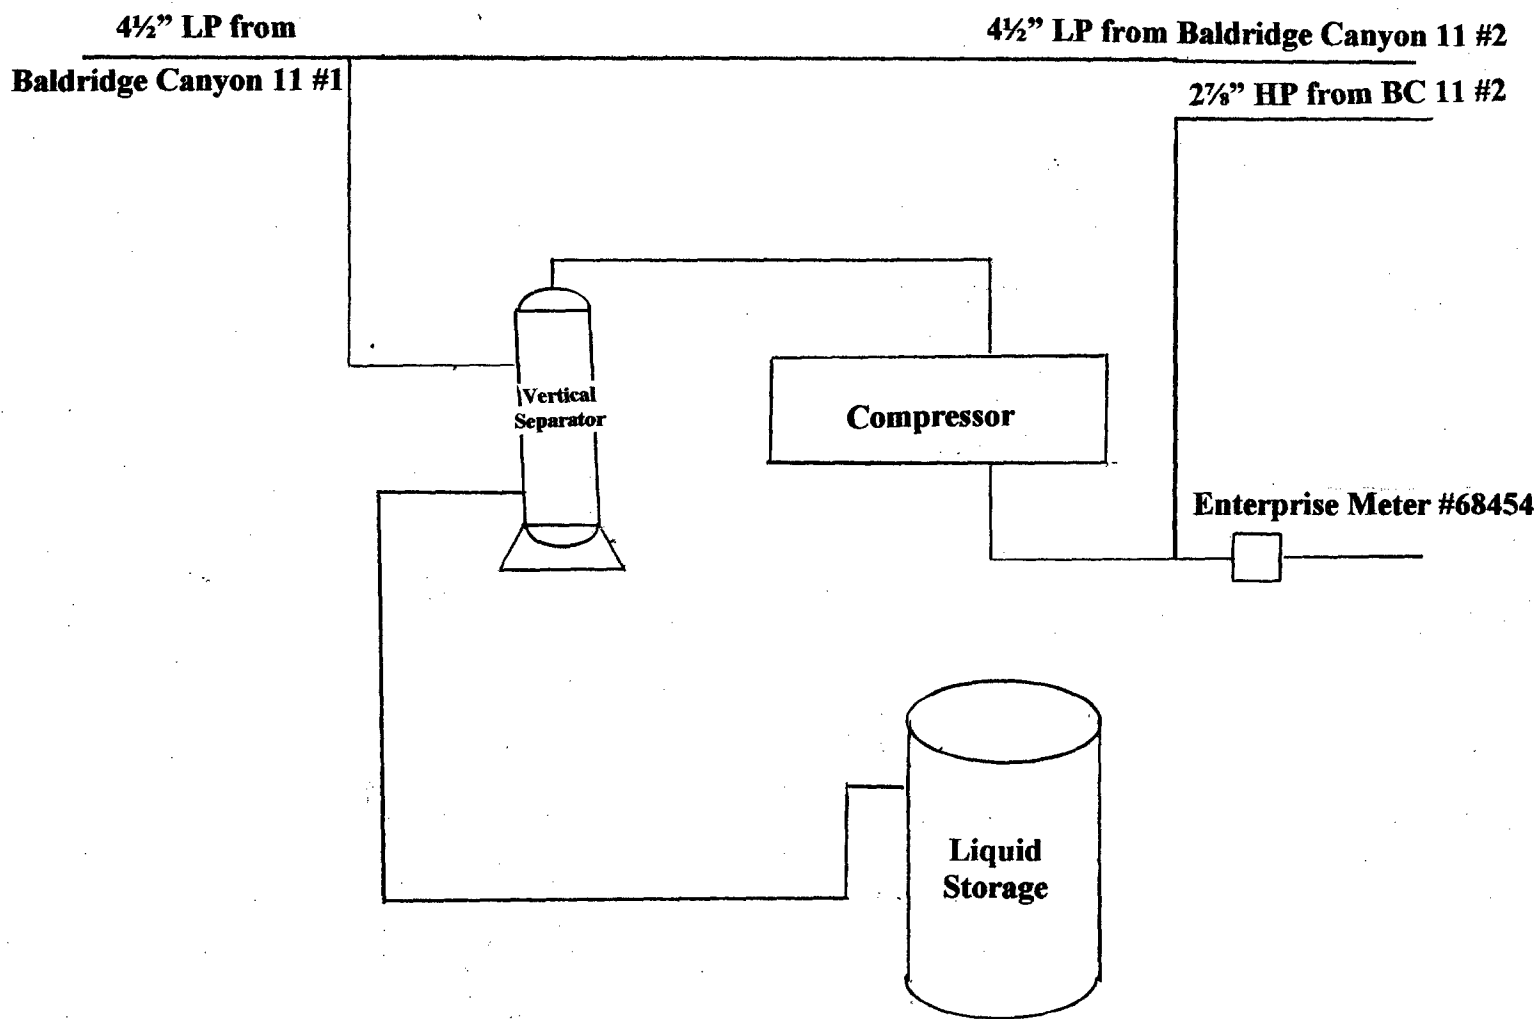 4½” LP from
4½” LP from Baldridge Canyon 11 #2
Baldridge Canyon 11 #1
2⅞” HP from BC 11 #2
Vertical
Separator
Compressor
Enterprise Meter #68454
Liquid
Storage